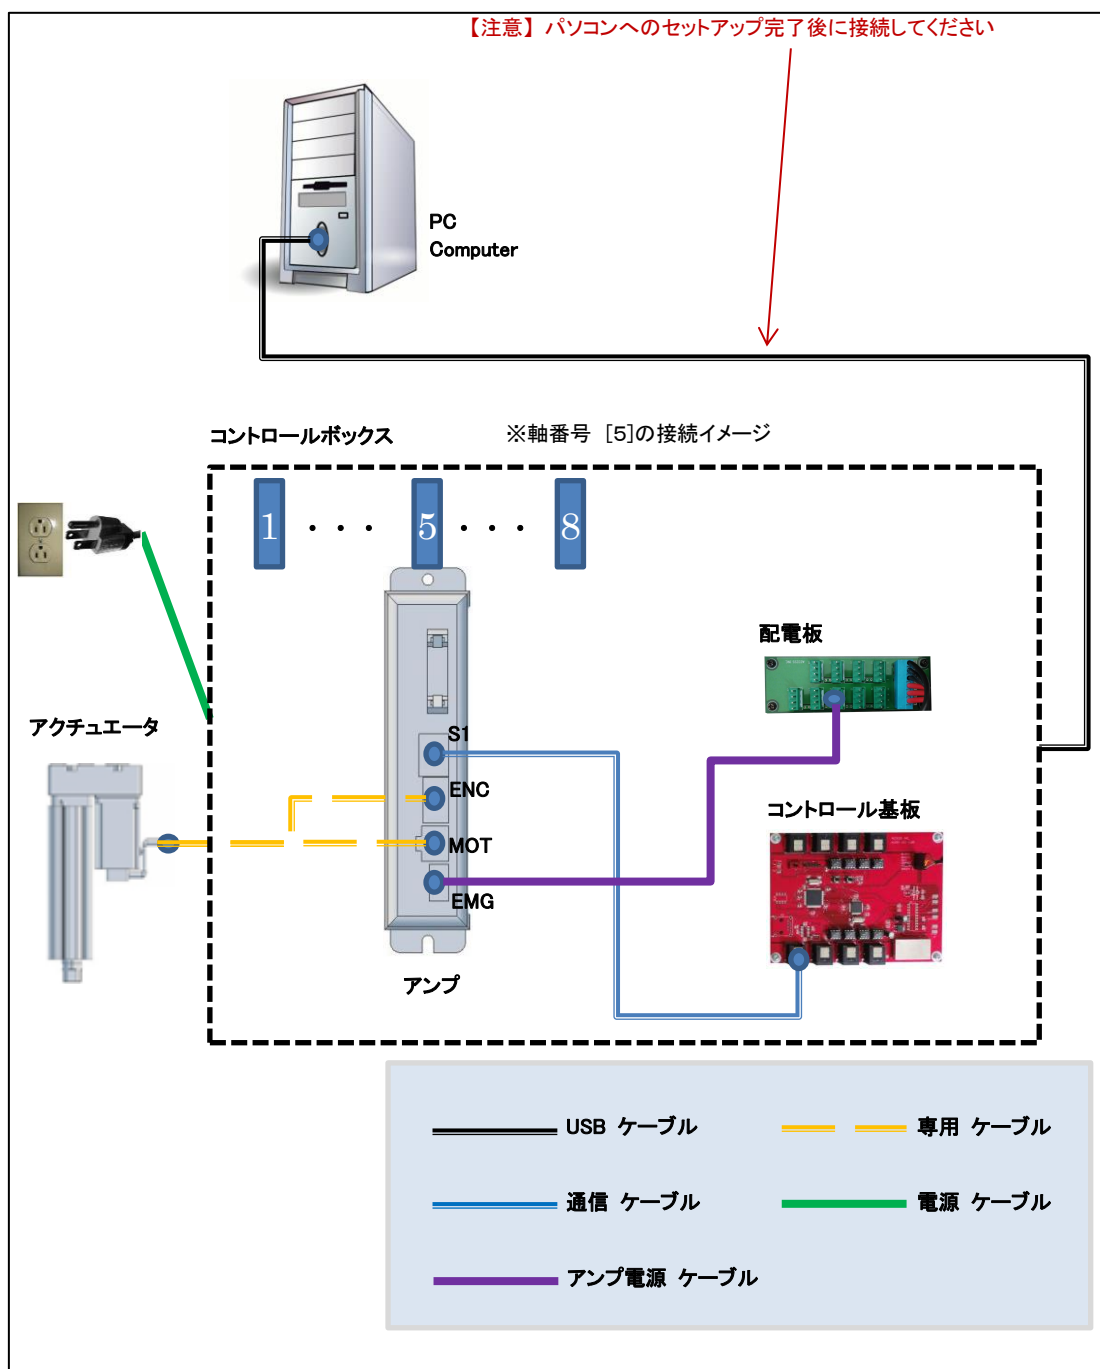 【注意】 パソコンへのセットアップ完了後に接続してください
PC
Computer
コントロールボックス
※軸番号 [5]の接続イメージ
1 ・・・ 5 ・・・ 8
配電板
アクチュエータ
S1
ENC
コントロール基板
MOT
EMG
アンプ
USB ケーブル
専用 ケーブル
通信 ケーブル
電源 ケーブル
アンプ電源 ケーブル